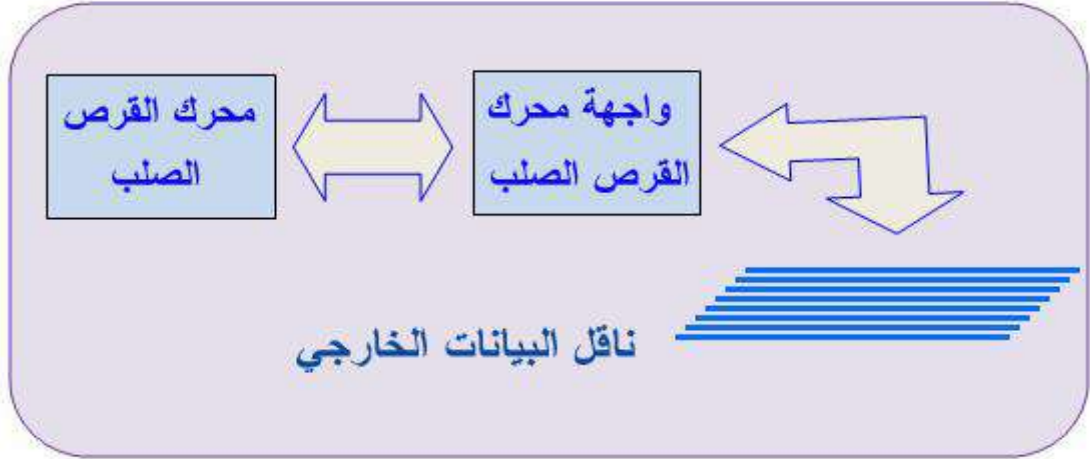 واجهة محرك
القرص الصلب
محرك القرص
الصلب
ناقل البيانات الخارجي